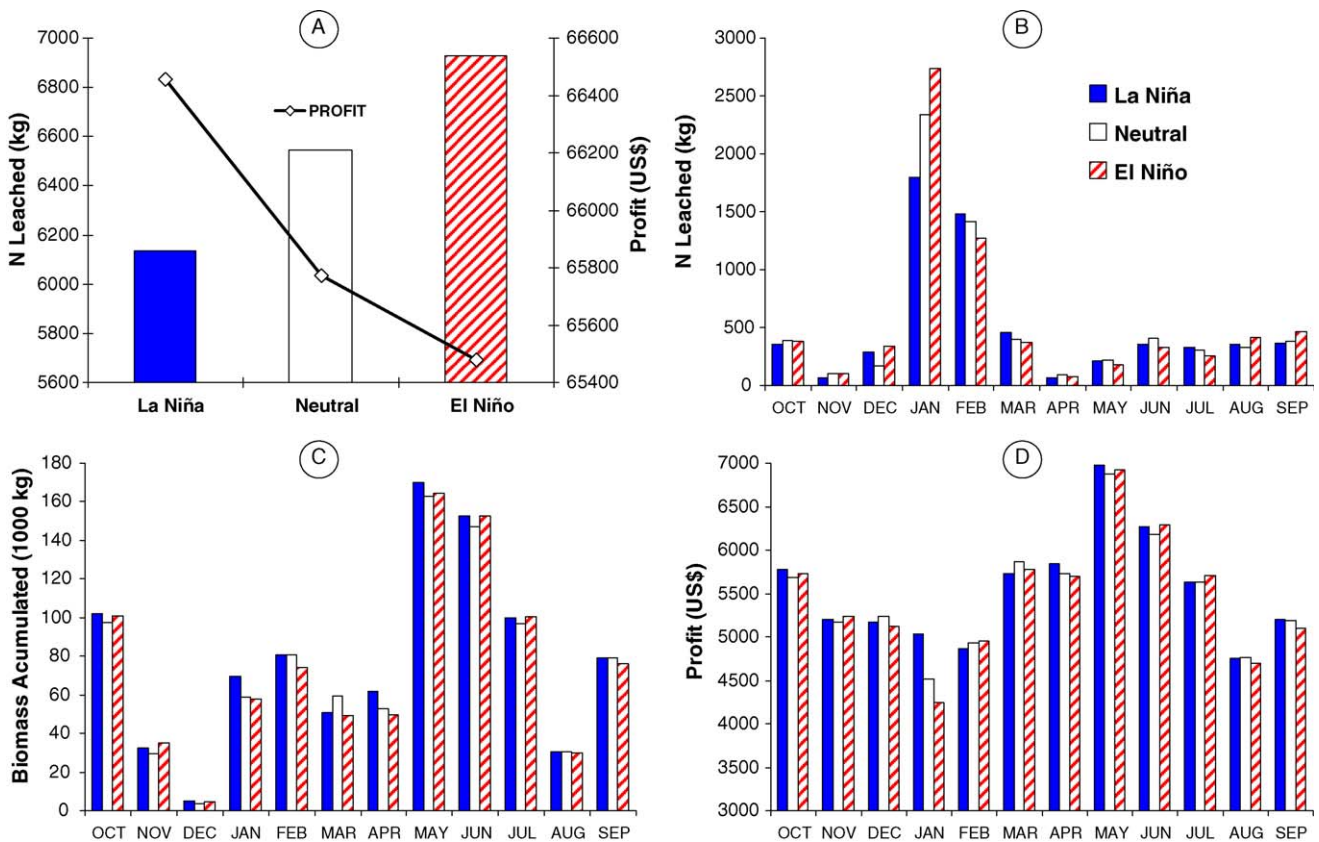 A
N Leached (kg)
7000
6800
6600
6400
6200
6000
5800
5600
PROFIT
66600
66400
66200
66000
65800
65600
65400
Profit (US$)
La Niña Neutral El Niño
B
N Leached (kg)
3000
2500
2000
1500
1000
500
0
La Niña
Neutral
El Niño
OCT NOV DEC JAN FEB MAR APR MAY JUN JUL AUG SEP
C
Biomass Acumulated (1000 kg)
180
160
140
120
100
80
60
40
20
0
OCT NOV DEC JAN FEB MAR APR MAY JUN JUL AUG SEP
D
Profit (US$)
7000
6500
6000
5500
5000
4500
4000
3500
3000
OCT NOV DEC JAN FEB MAR APR MAY JUN JUL AUG SEP